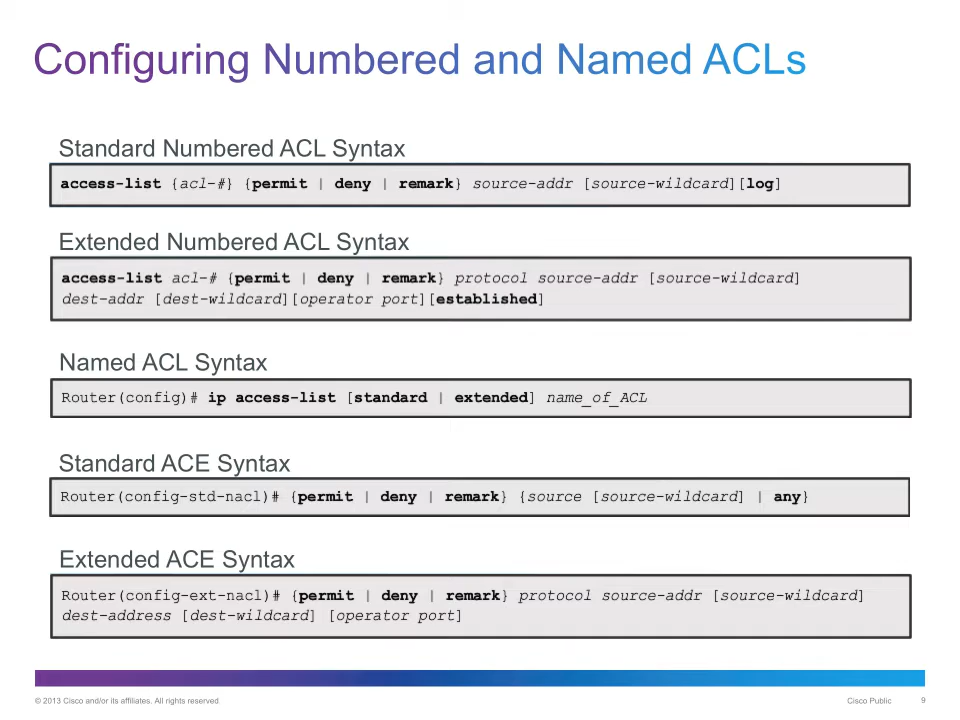 Configuring Numbered and Named ACLs
Standard Numbered ACL Syntax
access-list {acl-#} {permit | deny | remark} source-addr [source-wildcard][log]
Extended Numbered ACL Syntax
access-list acl-# {permit | deny | remark} protocol source-addr [source-wildcard]
dest-addr [dest-wildcard][operator port][established]
Named ACL Syntax
Router(config)# ip access-list [standard | extended] name_of_ACL
Standard ACE Syntax
Router(config-std-nacl)# {permit | deny | remark} {source [source-wildcard] | any}
Extended ACE Syntax
Router(config-ext-nacl)# {permit | deny | remark} protocol source-addr [source-wildcard]
dest-address [dest-wildcard] [operator port]
© 2013 Cisco and/or its affiliates. All rights reserved Cisco Public 9